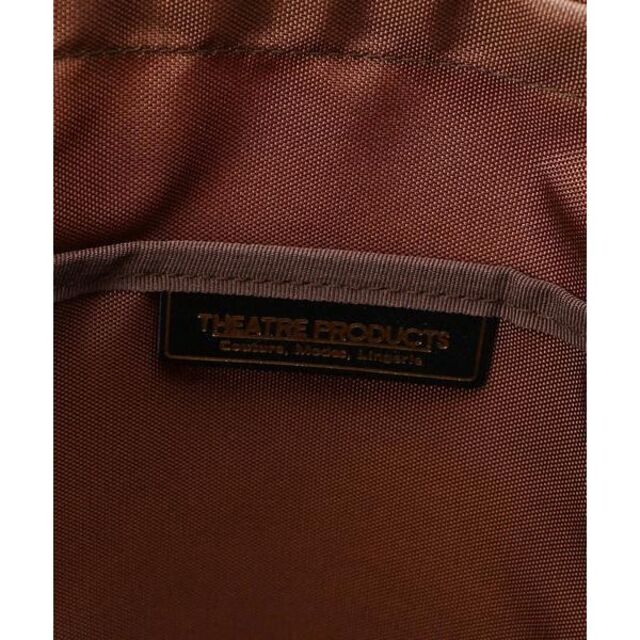 THEATRE PRODUCTS
Couture, Modes, Lingerie